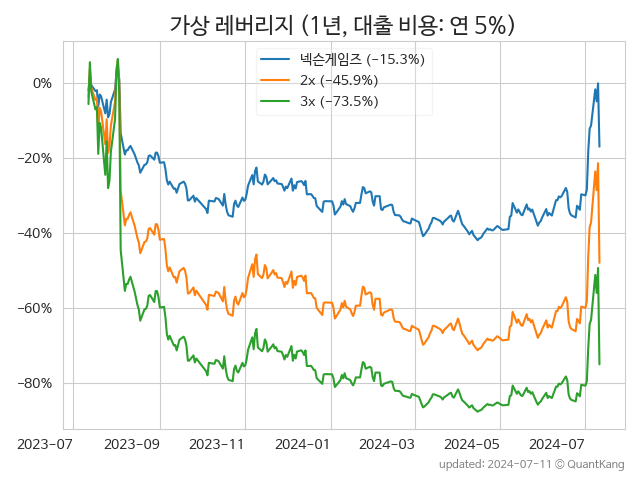 가상 레버리지 (1년, 대출 비용: 연 5%)
넥슨게임즈 (-15.3%)
2x (-45.9%)
3x (-73.5%)
0%
-20%
-40%
-60%
-80%
2023-07 2023-09 2023-11 2024-01 2024-03 2024-05 2024-07
updated: 2024-07-11 © QuantKang